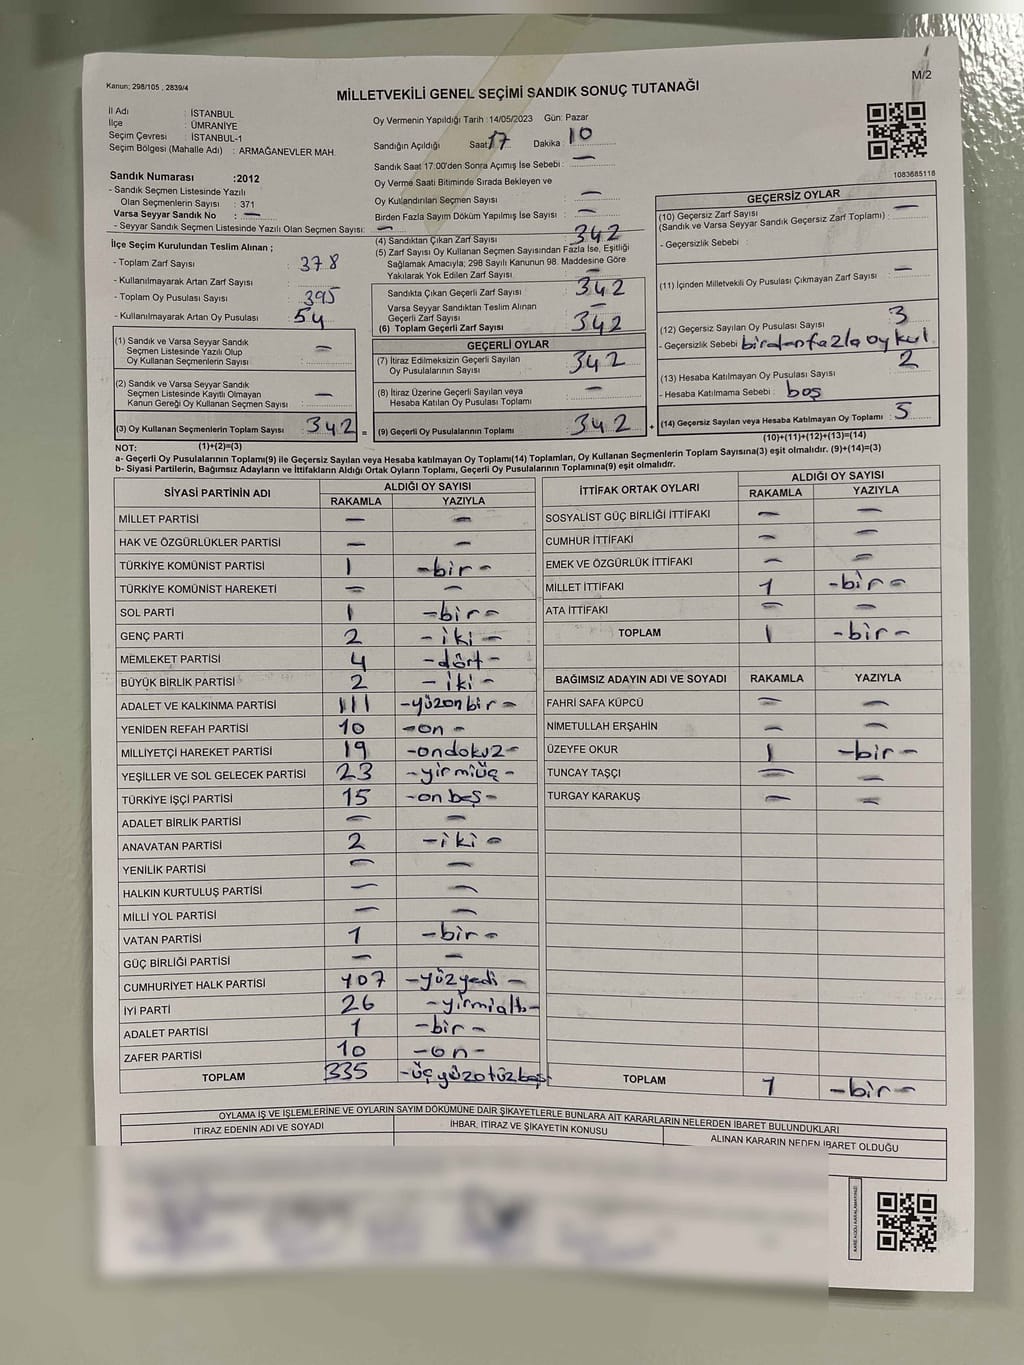 Kanun; 298/105 , 2839/4
M/2
MİLLETVEKİLİ GENEL SEÇİMİ SANDIK SONUÇ TUTANAĞI
İl Adı : İSTANBUL
İlçe : ÜMRANİYE
Seçim Çevresi : İSTANBUL-1
Seçim Bölgesi (Mahalle Adı) : ARMAĞANEVLER MAH.
Sandık Numarası :2012
- Sandık Seçmen Listesinde Yazılı
Olan Seçmenlerin Sayısı : 371
Varsa Seyyar Sandık No : —
- Seyyar Sandık Seçmen Listesinde Yazılı Olan Seçmen Sayısı: —
İlçe Seçim Kurulundan Teslim Alınan ;
- Toplam Zarf Sayısı : 378
- Kullanılmayarak Artan Zarf Sayısı :
- Toplam Oy Pusulası Sayısı : 395
- Kullanılmayarak Artan Oy Pusulası : 54
(1) Sandık ve Varsa Seyyar Sandık
Seçmen Listesinde Yazılı Olup
Oy Kullanan Seçmenlerin Sayısı : —
(2) Sandık ve Varsa Seyyar Sandık
Seçmen Listesinde Kayıtlı Olmayan
Kanun Gereği Oy Kullanan Seçmen Sayısı : —
(3) Oy Kullanan Seçmenlerin Toplam Sayısı : 342 =
(1)+(2)=(3)
Oy Vermenin Yapıldığı Tarih :14/05/2023 Gün: Pazar
Sandığın Açıldığı Saat: 17 Dakika : 10
Sandık Saat 17:00'den Sonra Açımış İse Sebebi : —
Oy Verme Saati Bitiminde Sırada Bekleyen ve
Oy Kullandırılan Seçmen Sayısı : —
Birden Fazla Sayım Döküm Yapılmış İse Sayısı : —
(4) Sandıktan Çıkan Zarf Sayısı : 342
(5) Zarf Sayısı Oy Kullanan Seçmen Sayısından Fazla İse, Eşitliği
Sağlamak Amacıyla; 298 Sayılı Kanunun 98. Maddesine Göre
Yakılarak Yok Edilen Zarf Sayısı : —
Sandıkta Çıkan Geçerli Zarf Sayısı : 342
Varsa Seyyar Sandıktan Teslim Alınan
Geçerli Zarf Sayısı : —
(6) Toplam Geçerli Zarf Sayısı : 342
GEÇERLİ OYLAR
(7) İtiraz Edilmeksizin Geçerli Sayılan
Oy Pusulalarının Sayısı : 342
(8) İtiraz Üzerine Geçerli Sayılan veya
Hesaba Katılan Oy Pusulası Toplamı : —
(9) Geçerli Oy Pusulalarının Toplamı : 342 +
1083685116
GEÇERSİZ OYLAR
(10) Geçersiz Zarf Sayısı
(Sandık ve Varsa Seyyar Sandık Geçersiz Zarf Toplamı) : —
- Geçersizlik Sebebi :
(11) İçinden Milletvekili Oy Pusulası Çıkmayan Zarf Sayısı : —
(12) Geçersiz Sayılan Oy Pusulası Sayısı : 3
- Geçersizlik Sebebi : birden fazla oy kul.
(13) Hesaba Katılmayan Oy Pusulası Sayısı : 2
- Hesaba Katılmama Sebebi : boş
(14) Geçersiz Sayılan veya Hesaba Katılmayan Oy Toplamı : 5
(10)+(11)+(12)+(13)=(14)
NOT:
a- Geçerli Oy Pusulalarının Toplamı(9) ile Geçersiz Sayılan veya Hesaba katılmayan Oy Toplamı(14) Toplamları, Oy Kullanan Seçmenlerin Toplam Sayısına(3) eşit olmalıdır. (9)+(14)=(3)
b- Siyasi Partilerin, Bağımsız Adayların ve İttifakların Aldığı Ortak Oyların Toplamı, Geçerli Oy Pusulalarının Toplamına(9) eşit olmalıdır.
SİYASİ PARTİNİN ADI ALDIĞI OY SAYISI
RAKAMLA YAZIYLA
MİLLET PARTİSİ — —
HAK VE ÖZGÜRLÜKLER PARTİSİ — —
TÜRKİYE KOMÜNİST PARTİSİ 1 -bir-
TÜRKİYE KOMÜNİST HAREKETİ — —
SOL PARTİ 1 -bir-
GENÇ PARTİ 2 -iki-
MEMLEKET PARTİSİ 4 -dört-
BÜYÜK BİRLİK PARTİSİ 2 -iki-
ADALET VE KALKINMA PARTİSİ 111 -yüzonbir-
YENİDEN REFAH PARTİSİ 10 -on-
MİLLİYETÇİ HAREKET PARTİSİ 19 -ondokuz-
YEŞİLLER VE SOL GELECEK PARTİSİ 23 -yirmiüç-
TÜRKİYE İŞÇİ PARTİSİ 15 -onbeş-
ADALET BİRLİK PARTİSİ — —
ANAVATAN PARTİSİ 2 -iki-
YENİLİK PARTİSİ — —
HALKIN KURTULUŞ PARTİSİ — —
MİLLİ YOL PARTİSİ — —
VATAN PARTİSİ 1 -bir-
GÜÇ BİRLİĞİ PARTİSİ — —
CUMHURİYET HALK PARTİSİ 107 -yüzyedi-
İYİ PARTİ 26 -yirmialtı-
ADALET PARTİSİ 1 -bir-
ZAFER PARTİSİ 10 -on-
TOPLAM 335 -üçyüzotuzbeş-
İTTİFAK ORTAK OYLARI ALDIĞI OY SAYISI
RAKAMLA YAZIYLA
SOSYALİST GÜÇ BİRLİĞİ İTTİFAKI — —
CUMHUR İTTİFAKI — —
EMEK VE ÖZGÜRLÜK İTTİFAKI — —
MİLLET İTTİFAKI 1 -bir-
ATA İTTİFAKI — —
TOPLAM 1 -bir-
BAĞIMSIZ ADAYIN ADI VE SOYADI RAKAMLA YAZIYLA
FAHRİ SAFA KÜPCÜ — —
NİMETULLAH ERŞAHİN — —
ÜZEYFE OKUR 1 -bir-
TUNCAY TAŞÇI — —
TURGAY KARAKUŞ — —
TOPLAM 1 -bir-
OYLAMA İŞ VE İŞLEMLERİNE VE OYLARIN SAYIM DÖKÜMÜNE DAİR ŞİKAYETLERLE BUNLARA AİT KARARLARIN NELERDEN İBARET BULUNDUKLARI
İTİRAZ EDENİN ADI VE SOYADI İHBAR, İTİRAZ VE ŞİKAYETİN KONUSU ALINAN KARARIN NEDEN İBARET OLDUĞU
KARE KODU KARALAMAYINIZ